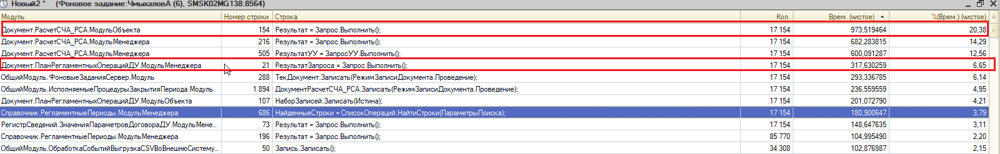 Новый2 * (Фоновое задание:ЧмыхаловА (6), SMSK02MG138:8564)
Модуль Номер строки Строка Кол. Врем. (чистое) %(Врем.) (чистое)
Документ.РасчетСЧА_РСА.МодульОбъекта 154 Результат = Запрос.Выполнить(); 17 154 973,519464 20,38
Документ.РасчетСЧА_РСА.МодульМенеджера 216 Результат = Запрос.Выполнить(); 17 154 682,283815 14,29
Документ.РасчетСЧА_РСА.МодульМенеджера 505 РезультатУУ = ЗапросУУ.Выполнить(); 17 154 600,091287 12,56
Документ.ПланРегламентныхОперацийДУ.МодульМенеджера 21 РезультатЗапроса = Запрос.Выполнить(); 17 154 317,630259 6,65
ОбщийМодуль.ФоновыеЗаданияСервер.Модуль 288 ТекДокумент.Записать(РежимЗаписиДокумента.Проведение); 17 154 293,336785 6,14
ОбщийМодуль.ИсполняемыеПроцедурыЗакрытияПериода.Модуль 1 894 ДокументРасчетСЧА_РСА.Записать(РежимЗаписиДокумента.Проведение); 17 154 236,559559 4,95
Документ.ПланРегламентныхОперацийДУ.МодульОбъекта 107 НаборЗаписей.Записать(Истина); 17 154 201,072790 4,21
Справочник.РегламентныеПериоды.МодульМенеджера 686 НайденныеСтроки = СписокОпераций.НайтиСтроки(ПараметрыПоиска); 17 154 180,900647 3,79
РегистрСведений.ЗначенияПараметровДоговораДУ.МодульМене... 73 Результат = Запрос.Выполнить(); 17 154 148,647635 3,11
Справочник.РегламентныеПериоды.МодульМенеджера 196 Результат = Запрос.Выполнить(); 85 770 104,995490 2,20
ОбщийМодуль.ОбработкаСобытийВыгрузкаCSVВоВнешнююСистему... 50 Запись.Записать(); 34 308 102,876987 2,15